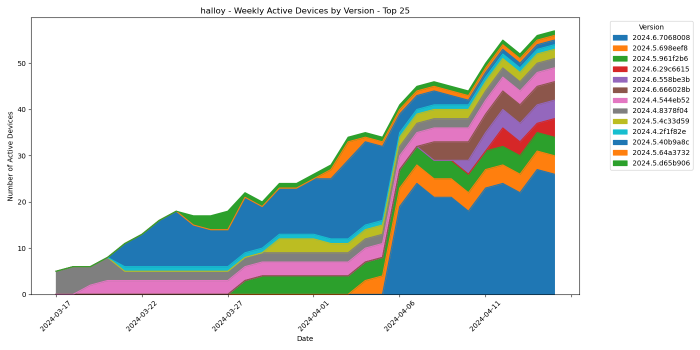 halloy - Weekly Active Devices by Version - Top 25
Number of Active Devices
50
40
30
20
10
0
2024-03-17
2024-03-22
2024-03-27
2024-04-01
2024-04-06
2024-04-11
Date
Version
2024.6.7068008
2024.5.698eef8
2024.5.961f2b6
2024.6.29c6615
2024.6.558be3b
2024.6.666028b
2024.4.544eb52
2024.4.8378f04
2024.5.4c33d59
2024.4.2f1f82e
2024.5.40b9a8c
2024.5.64a3732
2024.5.d65b906